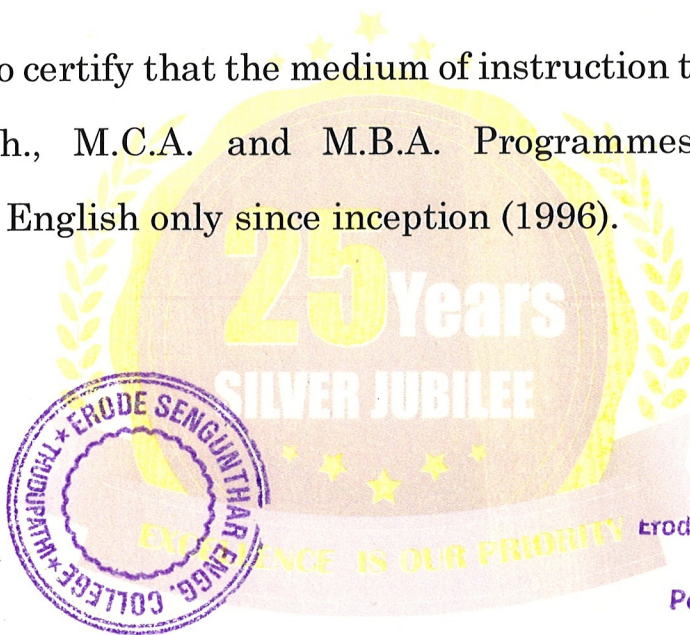 o certify that the medium of instruction t
h., M.C.A. and M.B.A. Programmes
English only since inception (1996).
25 Years
SILVER JUBILEE
EXCELLENCE IS OUR PRIORITY
ERODE SENGUNTHAR ENGG. COLLEGE ★ THUDUPATHI ★
Erod
Pe